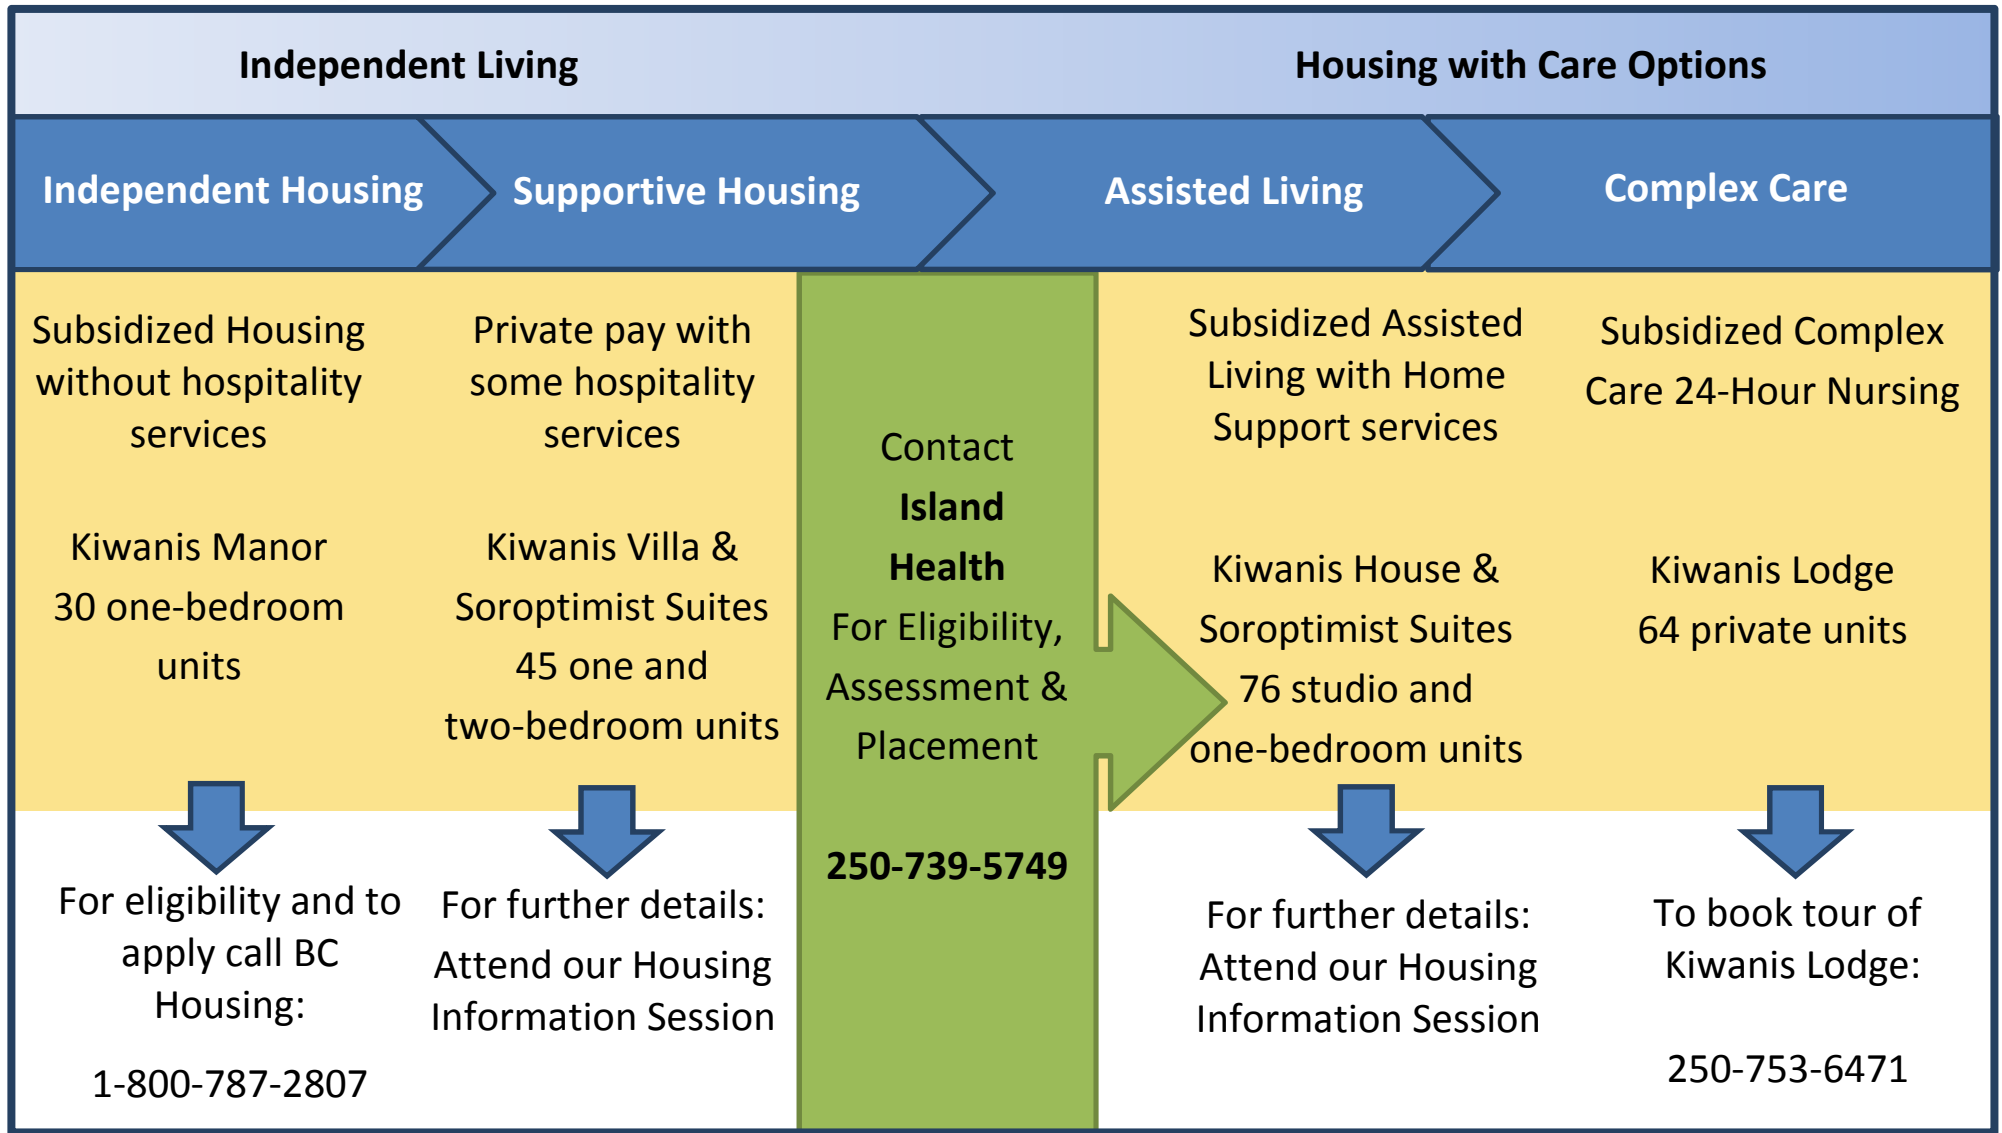 Independent Living
Housing with Care Options
Independent Housing
Supportive Housing
Assisted Living
Complex Care
Subsidized Housing
without hospitality
services
Kiwanis Manor
30 one-bedroom
units
For eligibility and to
apply call BC
Housing:
1-800-787-2807
Private pay with
some hospitality
services
Kiwanis Villa &
Soroptimist Suites
45 one and
two-bedroom units
For further details:
Attend our Housing
Information Session
Contact
Island
Health
For Eligibility,
Assessment &
Placement
250-739-5749
Subsidized Assisted
Living with Home
Support services
Kiwanis House &
Soroptimist Suites
76 studio and
one-bedroom units
For further details:
Attend our Housing
Information Session
Subsidized Complex
Care 24-Hour Nursing
Kiwanis Lodge
64 private units
To book tour of
Kiwanis Lodge:
250-753-6471